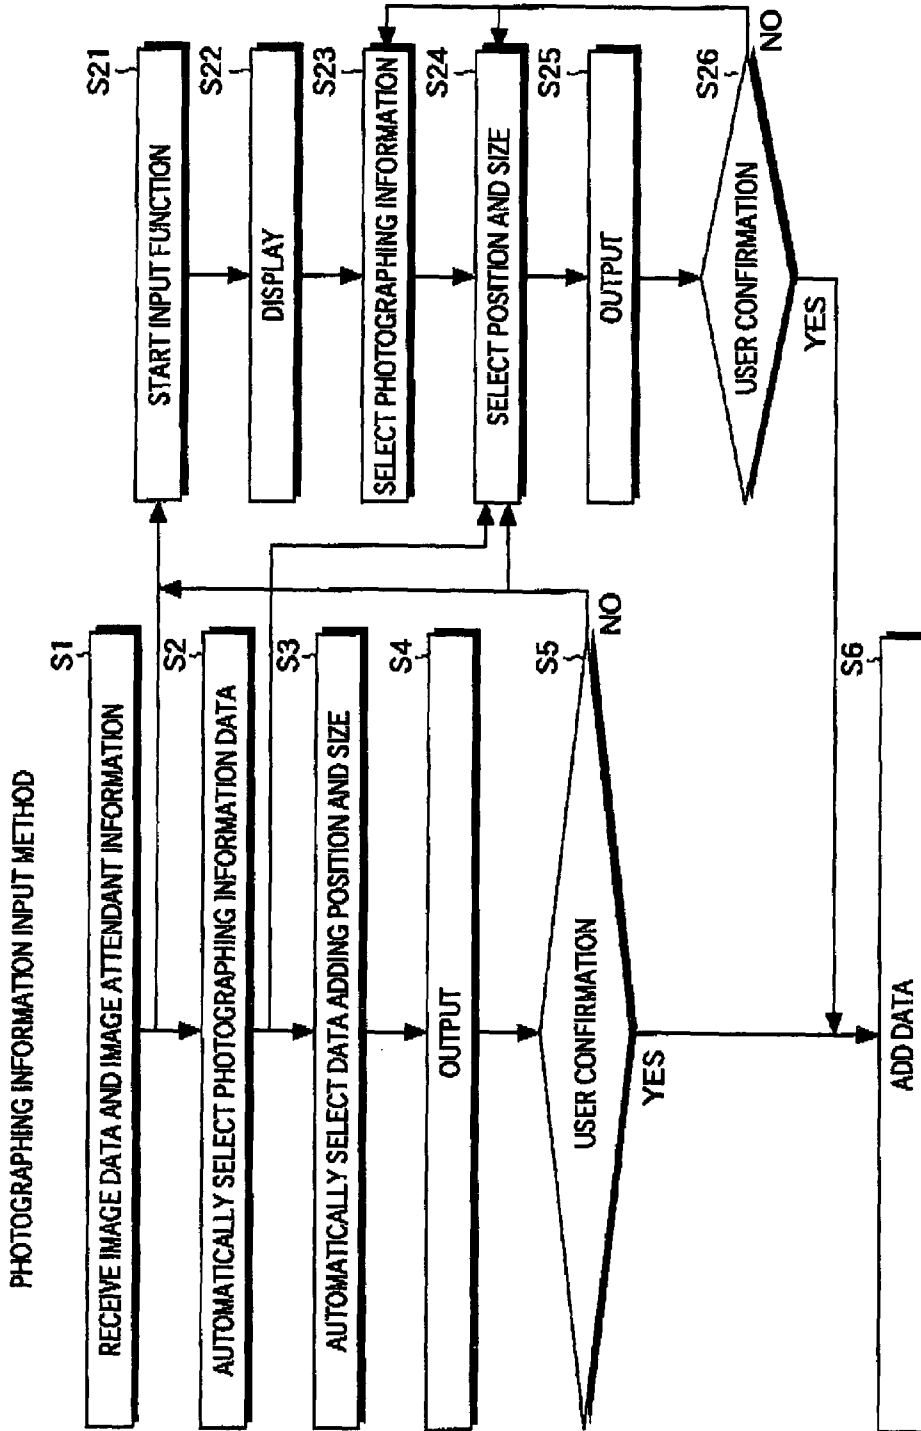 PHOTOGRAPHING INFORMATION INPUT METHOD
S1
RECEIVE IMAGE DATA AND IMAGE ATTENDANT INFORMATION
S2
AUTOMATICALLY SELECT PHOTOGRAPHING INFORMATION DATA
S3
AUTOMATICALLY SELECT DATA ADDING POSITION AND SIZE
S4
OUTPUT
S5
USER CONFIRMATION
NO
YES
S6
ADD DATA
S21
START INPUT FUNCTION
S22
DISPLAY
S23
SELECT PHOTOGRAPHING INFORMATION
S24
SELECT POSITION AND SIZE
S25
OUTPUT
S26
USER CONFIRMATION
NO
YES